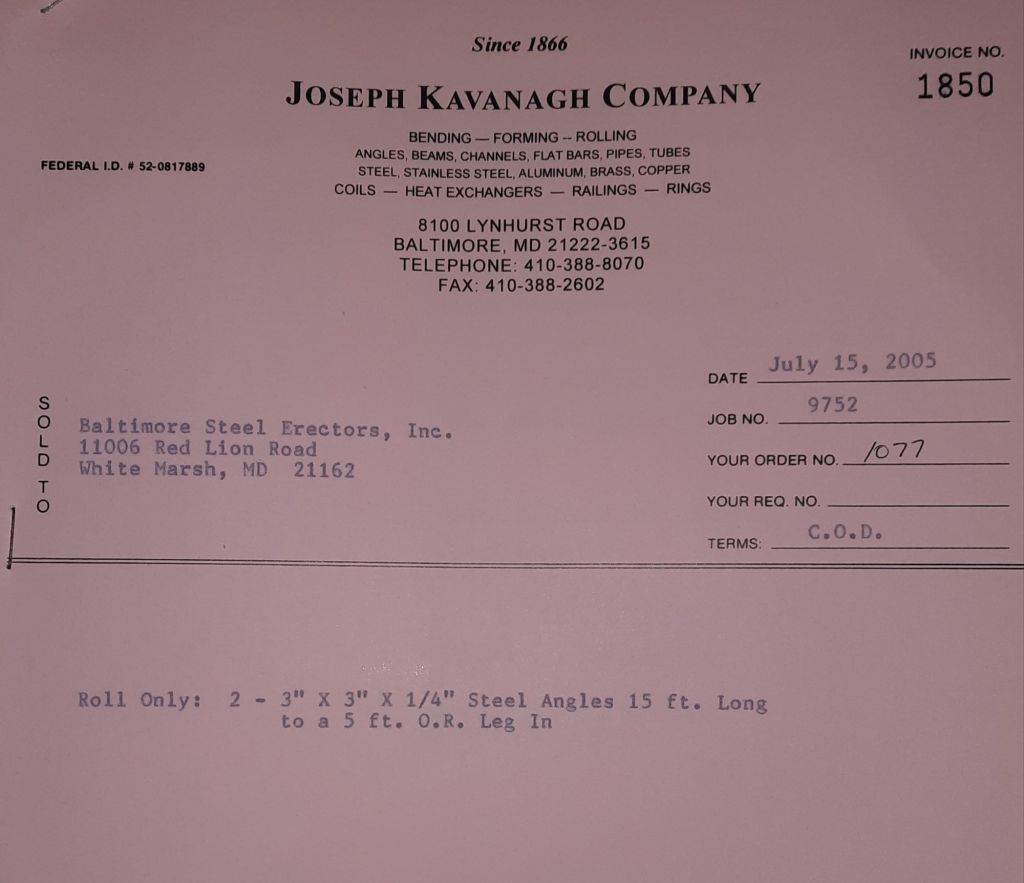 Since 1866
INVOICE NO.
1850
JOSEPH KAVANAGH COMPANY
BENDING — FORMING -- ROLLING
ANGLES, BEAMS, CHANNELS, FLAT BARS, PIPES, TUBES
STEEL, STAINLESS STEEL, ALUMINUM, BRASS, COPPER
COILS — HEAT EXCHANGERS — RAILINGS — RINGS
FEDERAL I.D. # 52-0817889
8100 LYNHURST ROAD
BALTIMORE, MD 21222-3615
TELEPHONE: 410-388-8070
FAX: 410-388-2602
SOLD TO
Baltimore Steel Erectors, Inc.
11006 Red Lion Road
White Marsh, MD 21162
DATE July 15, 2005
JOB NO. 9752
YOUR ORDER NO. 1077
YOUR REQ. NO.
TERMS: C.O.D.
Roll Only: 2 - 3" X 3" X 1/4" Steel Angles 15 ft. Long
to a 5 ft. O.R. Leg In